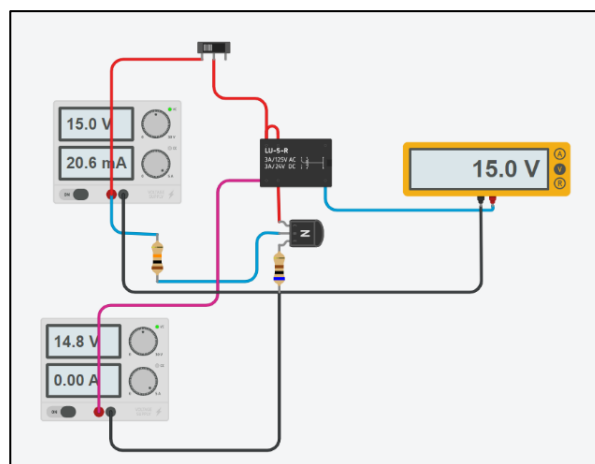 15.0 V
20.6 mA
LU-5-R
3A/125V AC
3A/24V DC
15.0 V
A
V
R
N
14.8 V
0.00 A